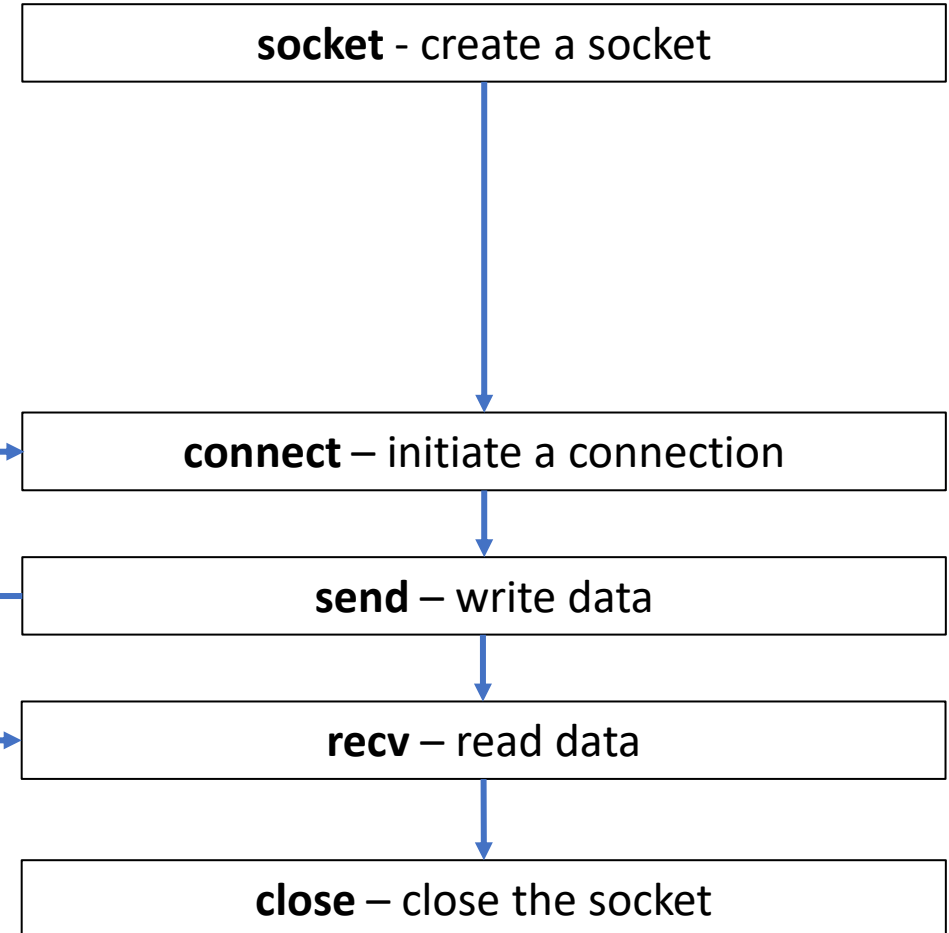 socket - create a socket
connect – initiate a connection
send – write data
recv – read data
close – close the socket